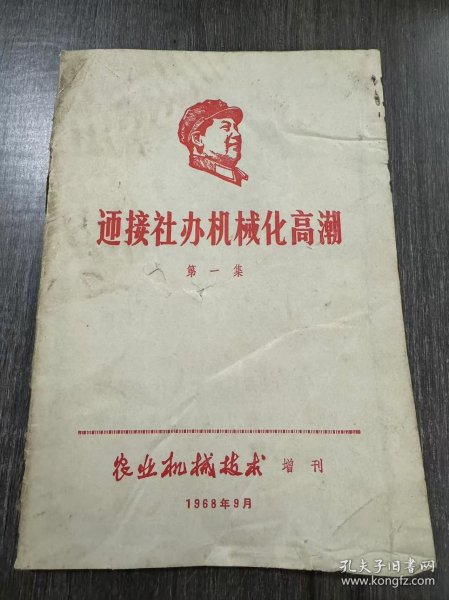 迊接社办机械化高潮
第一集
农业机械技术 增刊
1968年9月
孔夫子旧书网
www.kongfz.com